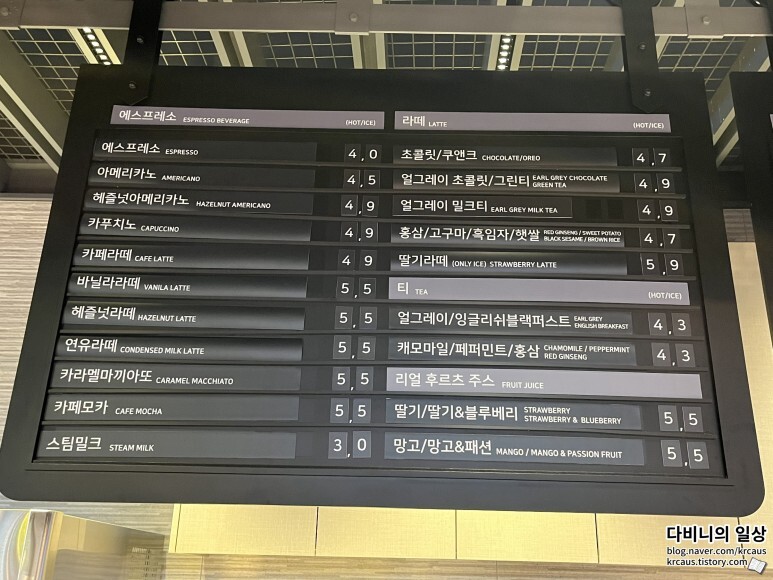 에스프레소 ESPRESSO BEVERAGE (HOT/ICE)
에스프레소 ESPRESSO 4,0
아메리카노 AMERICANO 4,5
헤즐넛아메리카노 HAZELNUT AMERICANO 4,9
카푸치노 CAPUCCINO 4,9
카페라떼 CAFE LATTE 4,9
바닐라라떼 VANILA LATTE 5,5
헤즐넛라떼 HAZELNUT LATTE 5,5
연유라떼 CONDENSED MILK LATTE 5,5
카라멜마끼아또 CARAMEL MACCHIATO 5,5
카페모카 CAFE MOCHA 5,5
스팀밀크 STEAM MILK 3,0
라떼 LATTE (HOT/ICE)
초콜릿/쿠앤크 CHOCOLATE/OREO 4,7
얼그레이 초콜릿/그린티 EARL GREY CHOCOLATE
GREEN TEA 4,9
얼그레이 밀크티 EARL GREY MILK TEA 4,9
홍삼/고구마/흑임자/햇쌀 RED GINSENG / SWEET POTATO
BLACK SESAME / BROWN RICE 4,7
딸기라떼 (ONLY ICE) STRAWBERRY LATTE 5,9
티 TEA (HOT/ICE)
얼그레이/잉글리쉬블랙퍼스트 EARL GREY
ENGLISH BREAKFAST 4,3
캐모마일/페퍼민트/홍삼 CHAMOMILE / PEPPERMINT
RED GINSENG 4,3
리얼 후르츠 주스 FRUIT JUICE
딸기/딸기&블루베리 STRAWBERRY
STRAWBERRY & BLUEBERRY 5,5
망고/망고&패션 MANGO / MANGO & PASSION FRUIT 5,5
다비니의 일상
blog.naver.com/krcaus
krcaus.tistory.com